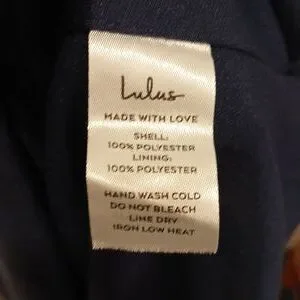 Lulus
MADE WITH LOVE
SHELL:
100% POLYESTER
LINING:
100% POLYESTER
HAND WASH COLD
DO NOT BLEACH
LINE DRY
IRON LOW HEAT